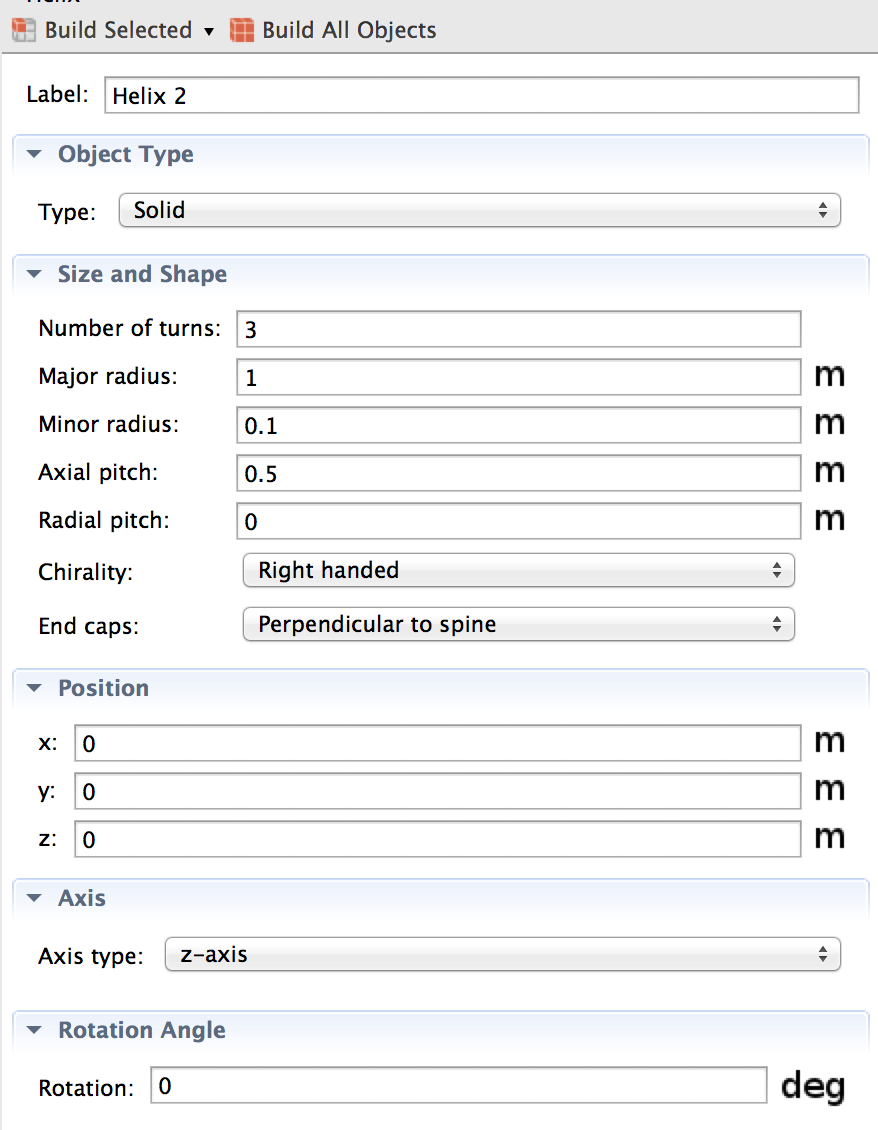 Helix
Build Selected Build All Objects
Label: Helix 2
Object Type
Type: Solid
Size and Shape
Number of turns: 3
Major radius: 1 m
Minor radius: 0.1 m
Axial pitch: 0.5 m
Radial pitch: 0 m
Chirality: Right handed
End caps: Perpendicular to spine
Position
x: 0 m
y: 0 m
z: 0 m
Axis
Axis type: z-axis
Rotation Angle
Rotation: 0 deg